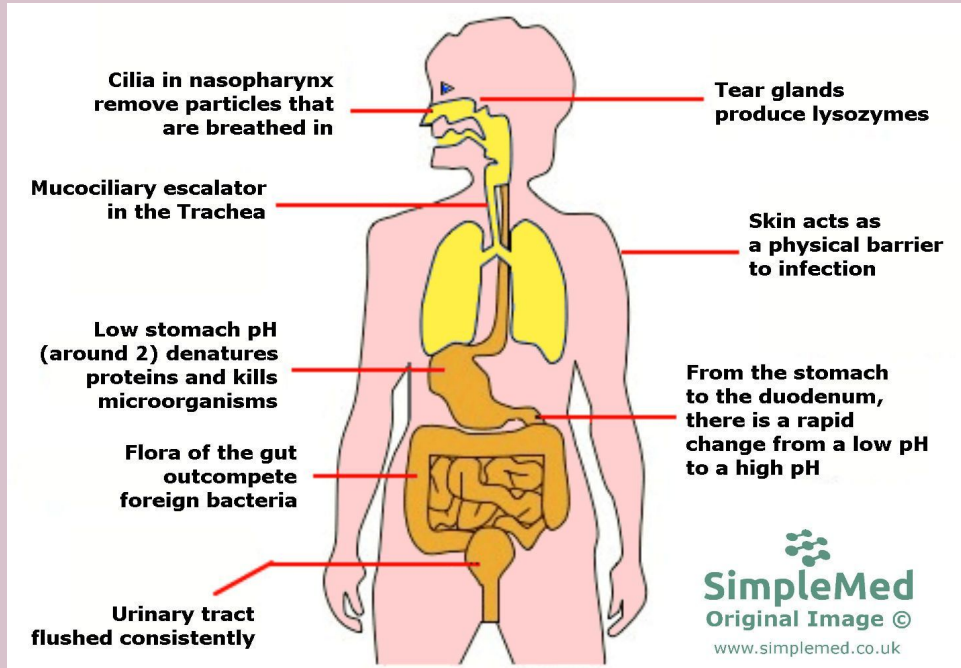 Cilia in nasopharynx
remove particles that
are breathed in
Tear glands
produce lysozymes
Mucociliary escalator
in the Trachea
Skin acts as
a physical barrier
to infection
Low stomach pH
(around 2) denatures
proteins and kills
microorganisms
From the stomach
to the duodenum,
there is a rapid
change from a low pH
to a high pH
Flora of the gut
outcompete
foreign bacteria
Urinary tract
flushed consistently
SimpleMed
Original Image ©
www.simplemed.co.uk